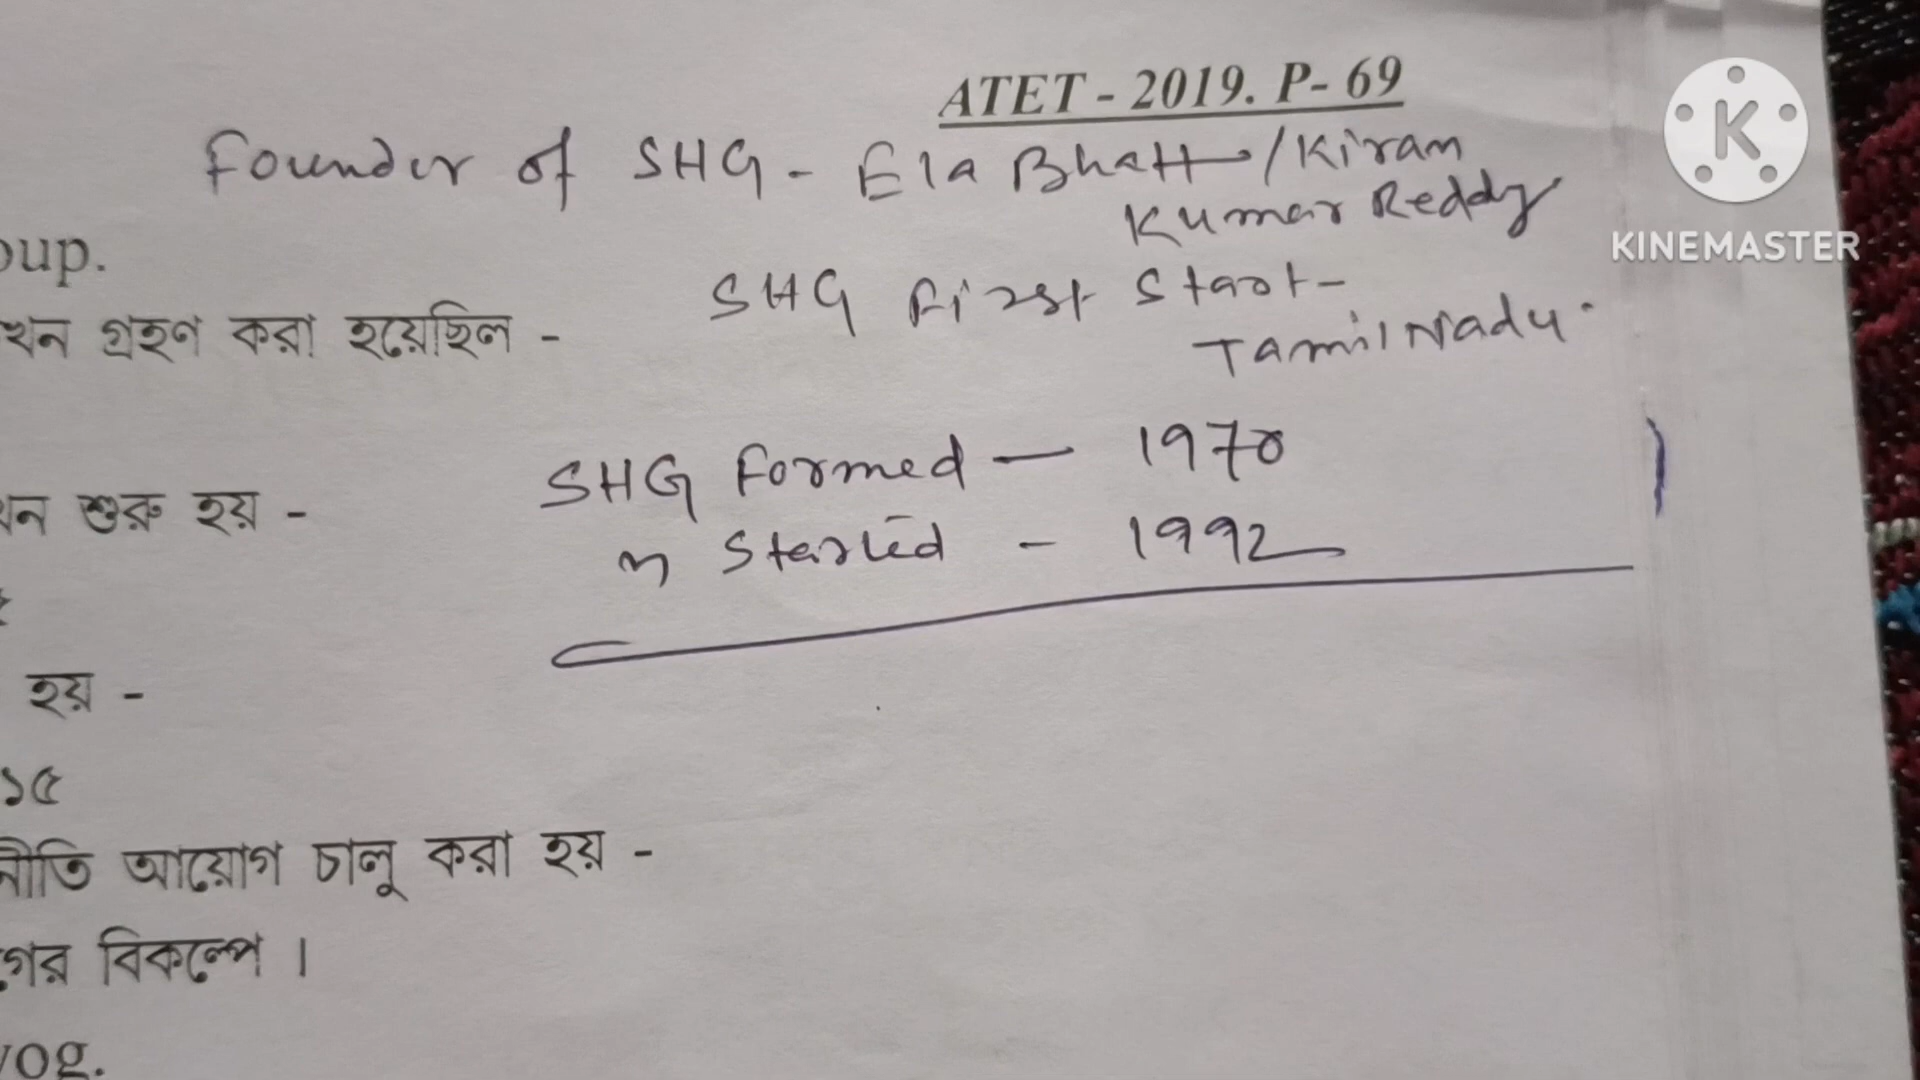 ATET - 2019. P- 69
Founder of SHG - Ela Bhatt/Kiram
Kumar Reddy
KINEMASTER
oup.
খন গ্রহণ করা হয়েছিল -
SHG First Start-
Tamil Nadu.
SHG Formed — 1970
খন শুরু হয় -
" Started - 1992
হয় -
১৫
নীতি আয়োগ চালু করা হয় -
গের বিকল্পে ।
yog.